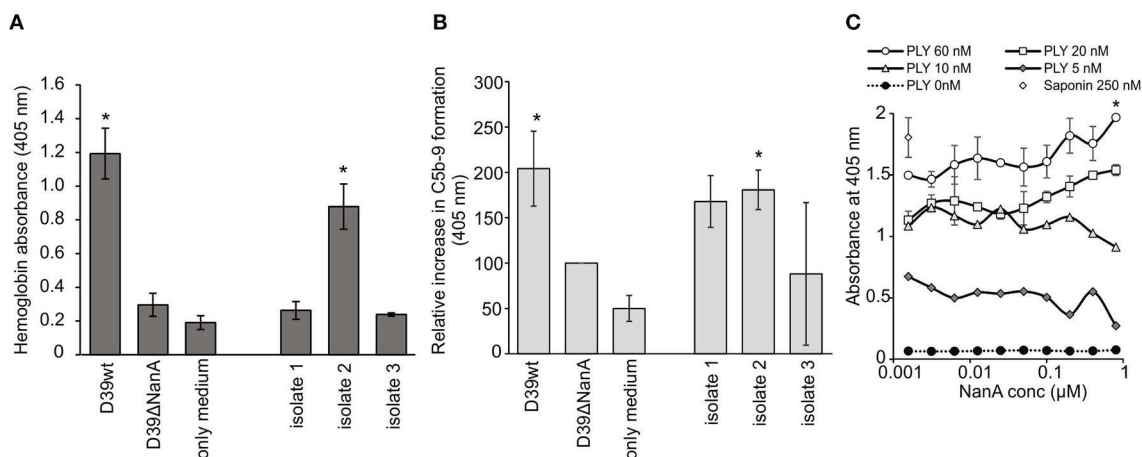 A
Hemoglobin absorbance (405 nm)
1.6
1.4
1.2
1.0
0.8
0.6
0.4
0.2
0
*
*
D39wt
D39ΔNanA
only medium
isolate 1
isolate 2
isolate 3
B
Relative increase in C5b-9 formation
(405 nm)
300
250
200
150
100
50
0
*
*
D39wt
D39ΔNanA
only medium
isolate 1
isolate 2
isolate 3
C
PLY 60 nM
PLY 20 nM
PLY 10 nM
PLY 5 nM
PLY 0nM
Saponin 250 nM
Absorbance at 405 nm
2
1.5
1
0.5
0
*
0.001
0.01
0.1
1
NanA conc (µM)